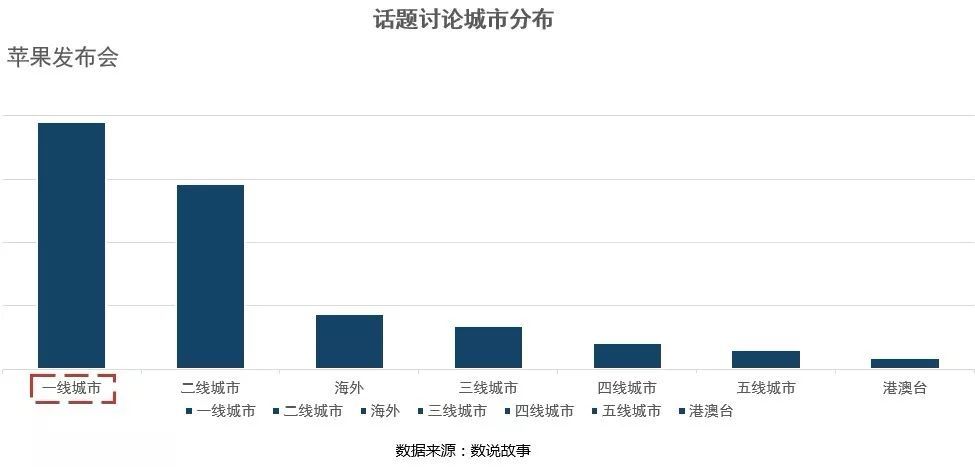 话题讨论城市分布
苹果发布会
一线城市 二线城市 海外 三线城市 四线城市 五线城市 港澳台
一线城市 二线城市 海外 三线城市 四线城市 五线城市 港澳台
数据来源：数说故事